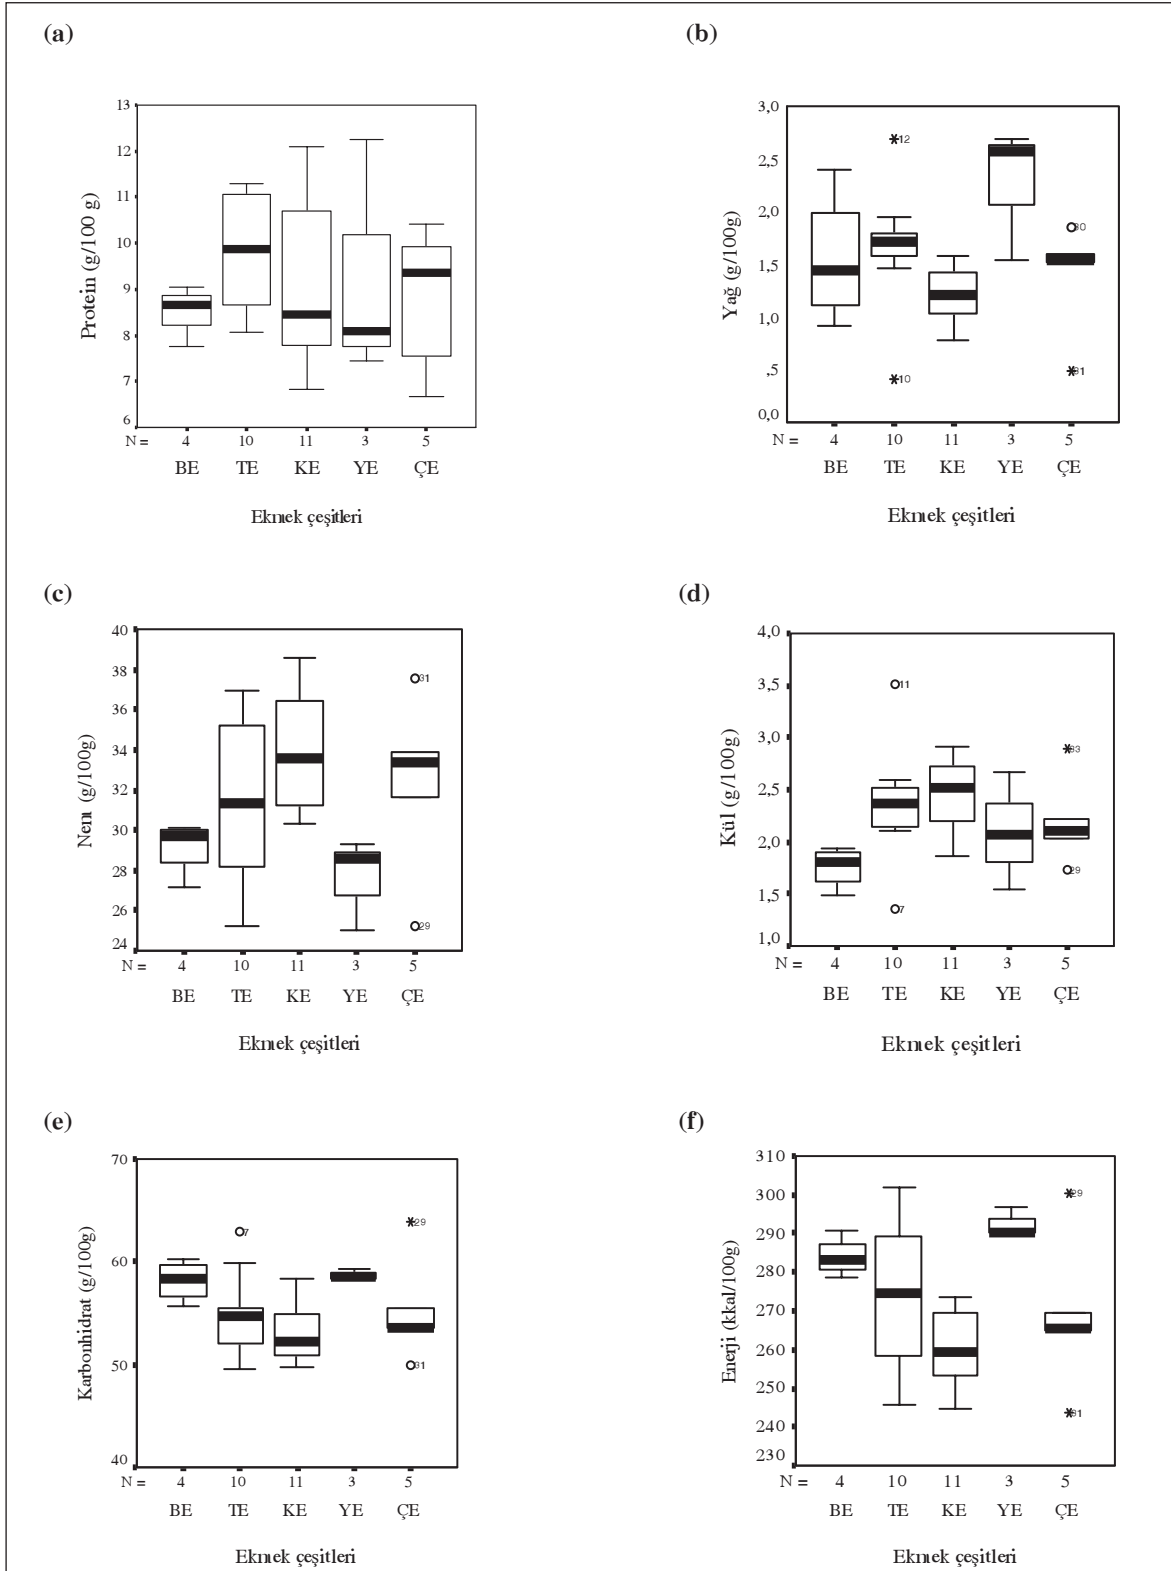 (a)
Protein (g/100 g)
13
12
11
10
9
8
7
6
N = 4 10 11 3 5
BE TE KE YE ÇE
Ekmek çeşitleri
(b)
Yağ (g/100g)
3,0
2,5
2,0
1,5
1,0
,5
0,0
12
10
30
31
N = 4 10 11 3 5
BE TE KE YE ÇE
Ekmek çeşitleri
(c)
Nem (g/100g)
40
38
36
34
32
30
28
26
24
31
29
N = 4 10 11 3 5
BE TE KE YE ÇE
Ekmek çeşitleri
(d)
Kül (g/100g)
4,0
3,5
3,0
2,5
2,0
1,5
1,0
11
7
33
29
N = 4 10 11 3 5
BE TE KE YE ÇE
Ekmek çeşitleri
(e)
Karbonhidrat (g/100g)
70
60
50
40
7
29
31
N = 4 10 11 3 5
BE TE KE YE ÇE
Ekmek çeşitleri
(f)
Enerji (kkal/100g)
310
300
290
280
270
260
250
240
230
29
31
N = 4 10 11 3 5
BE TE KE YE ÇE
Ekmek çeşitleri